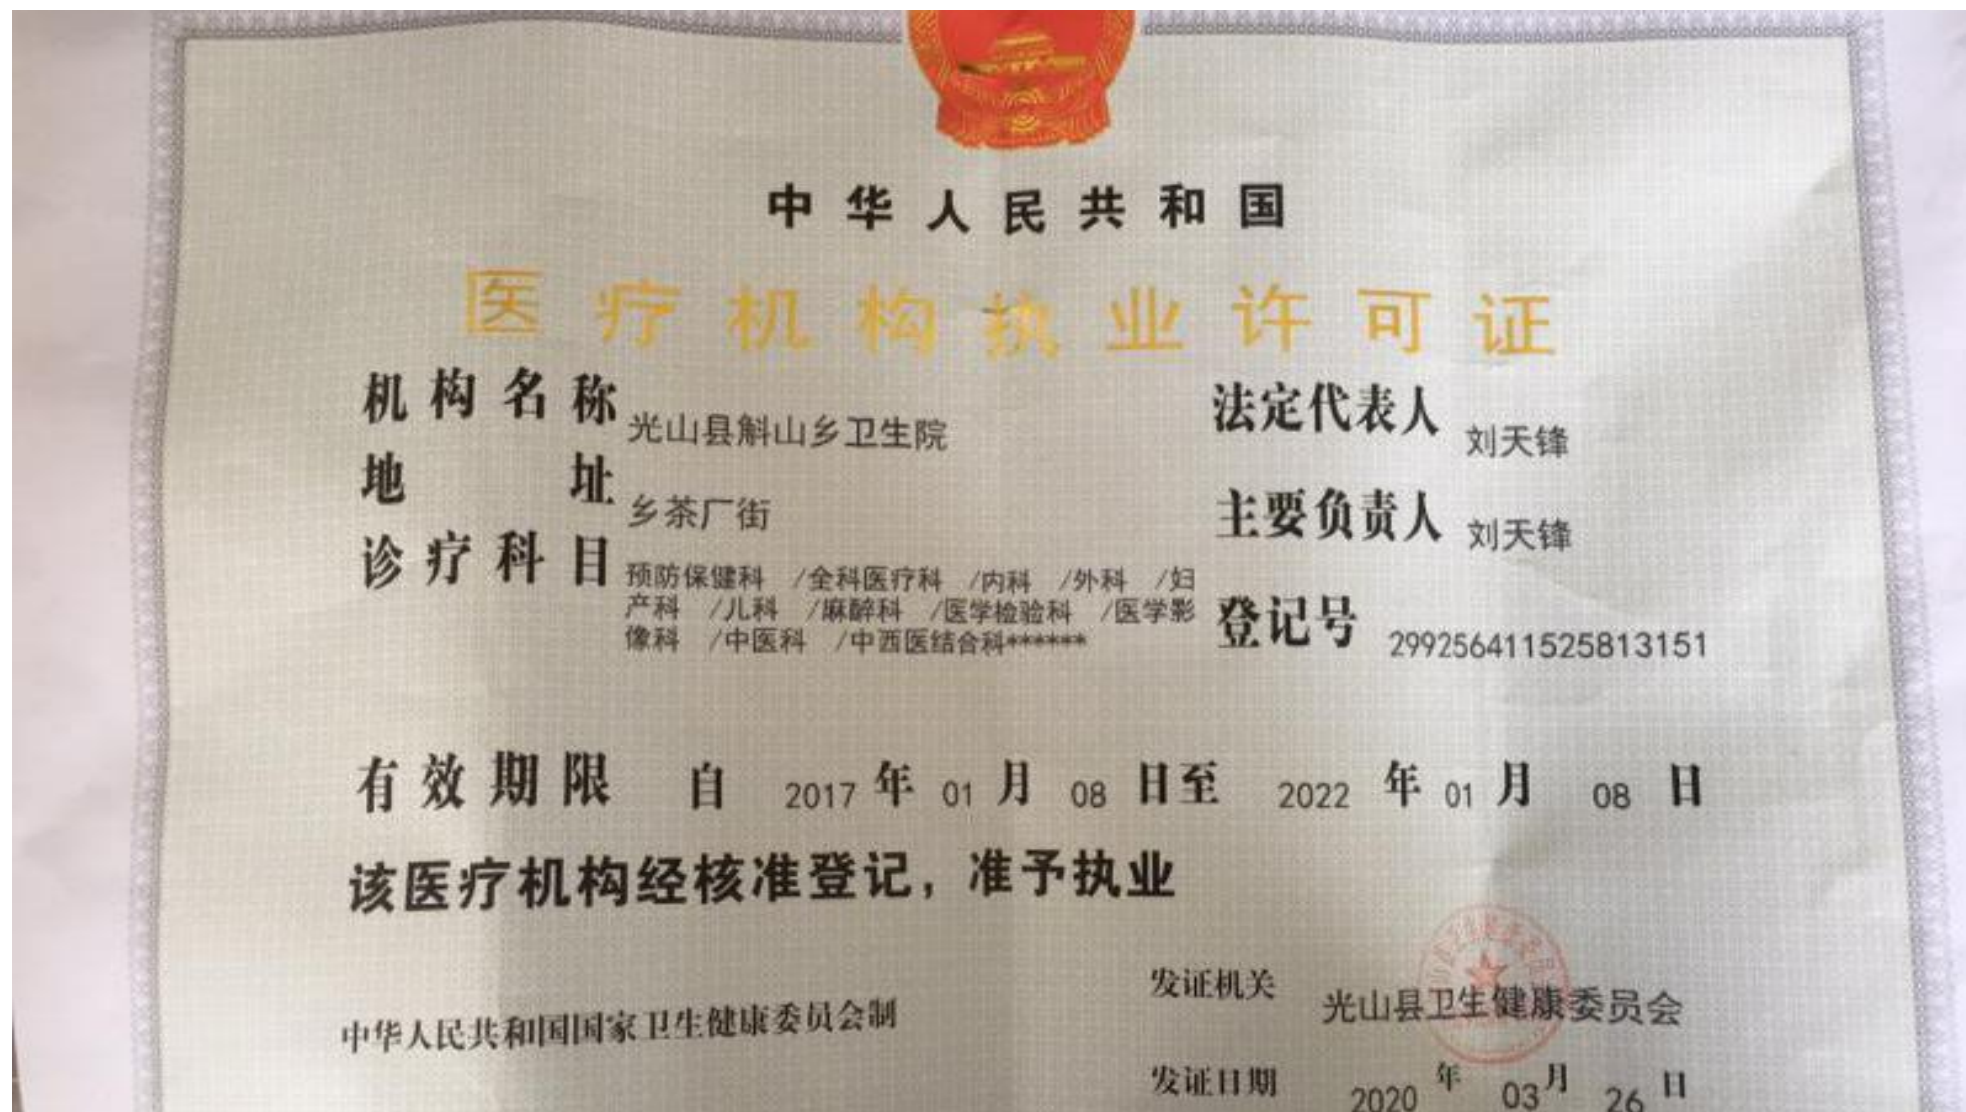 中华人民共和国
医疗机构执业许可证
机构名称 光山县斛山乡卫生院
法定代表人 刘天锋
地址 乡茶厂街
主要负责人 刘天锋
诊疗科目 预防保健科 /全科医疗科 /内科 /外科 /妇
产科 /儿科 /麻醉科 /医学检验科 /医学影
像科 /中医科 /中西医结合科******
登记号 299256411525813151
有效期限 自 2017 年 01 月 08 日至 2022 年 01 月 08 日
该医疗机构经核准登记，准予执业
中华人民共和国国家卫生健康委员会制
发证机关 光山县卫生健康委员会
发证日期 2020 年 03 月 26 日